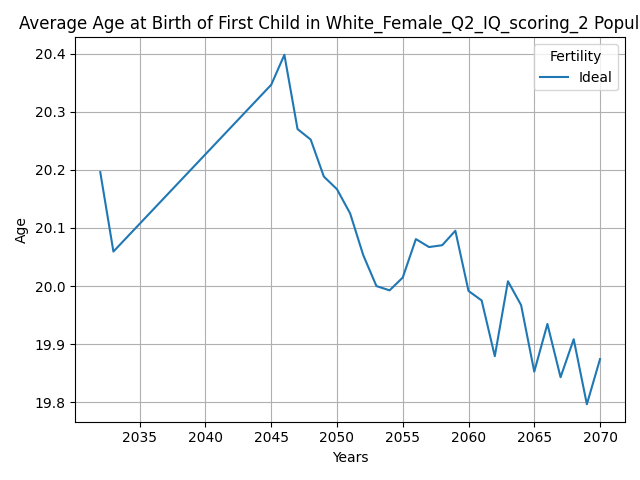 Average Age at Birth of First Child in White_Female_Q2_IQ_scoring_2 Popul
Fertility
Ideal
20.4
20.3
20.2
20.1
20.0
19.9
19.8
Age
2035 2040 2045 2050 2055 2060 2065 2070
Years